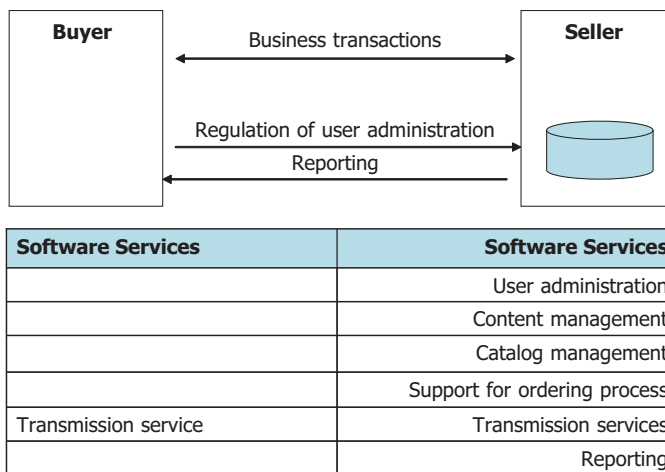 Buyer
Seller
Business transactions
Regulation of user administration
Reporting
Software Services Software Services
User administration
Content management
Catalog management
Support for ordering process
Transmission service Transmission services
Reporting